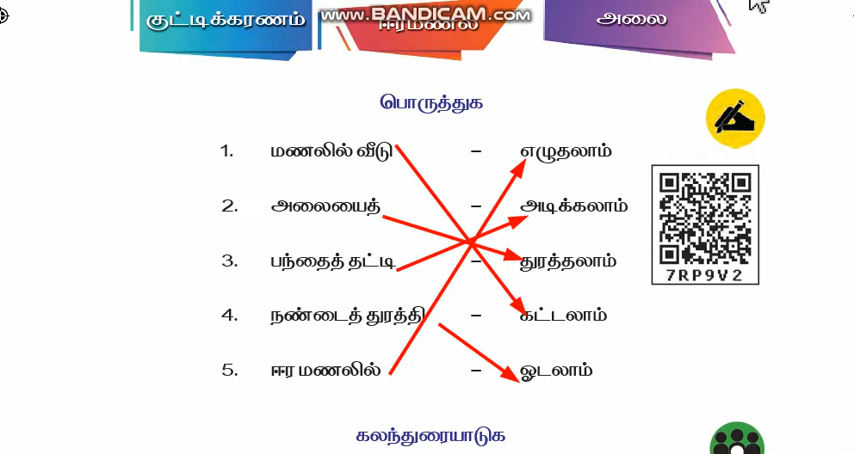 குட்டிக்கரணம் ஈரமணல் அலை
www.BANDICAM.com
பொருத்துக
1. மணலில் வீடு – எழுதலாம்
2. அலையைத் – அடிக்கலாம்
3. பந்தைத் தட்டி – துரத்தலாம்
4. நண்டைத் துரத்தி – கட்டலாம்
5. ஈர மணலில் – ஓடலாம்
7RP9V2
கலந்துரையாடுக